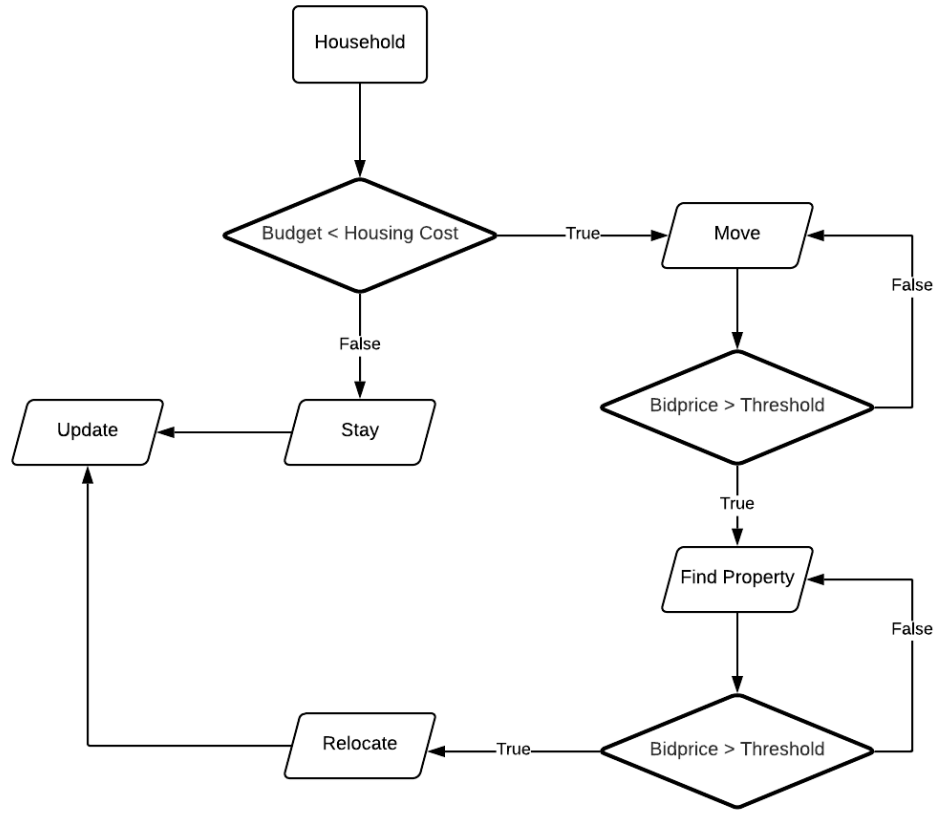 Household
Budget < Housing Cost
True
Move
False
False
Bidprice > Threshold
Update
Stay
True
Find Property
False
Relocate
True
Bidprice > Threshold